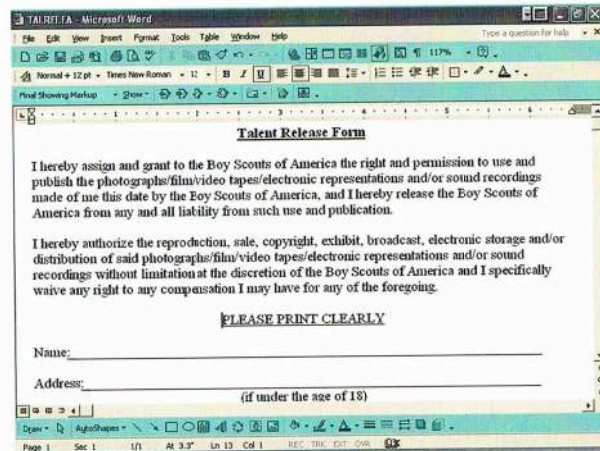 TALRELFA - Microsoft Word
File Edit View Insert Format Tools Table Window Help Type a question for help
117%
Normal + 12 pt Times New Roman 12 B I U
Final Showing Markup Show
Talent Release Form
I hereby assign and grant to the Boy Scouts of America the right and permission to use and
publish the photographs/film/video tapes/electronic representations and/or sound recordings
made of me this date by the Boy Scouts of America, and I hereby release the Boy Scouts of
America from any and all liability from such use and publication.
I hereby authorize the reproduction, sale, copyright, exhibit, broadcast, electronic storage and/or
distribution of said photographs/film/video tapes/electronic representations and/or sound
recordings without limitation at the discretion of the Boy Scouts of America and I specifically
waive any right to any compensation I may have for any of the foregoing.
PLEASE PRINT CLEARLY
Name:
Address:
(if under the age of 18)
Draw AutoShapes
Page 1 Sec 1 1/1 At 3.3" Ln 13 Col 1 REC TRK EXT OVR